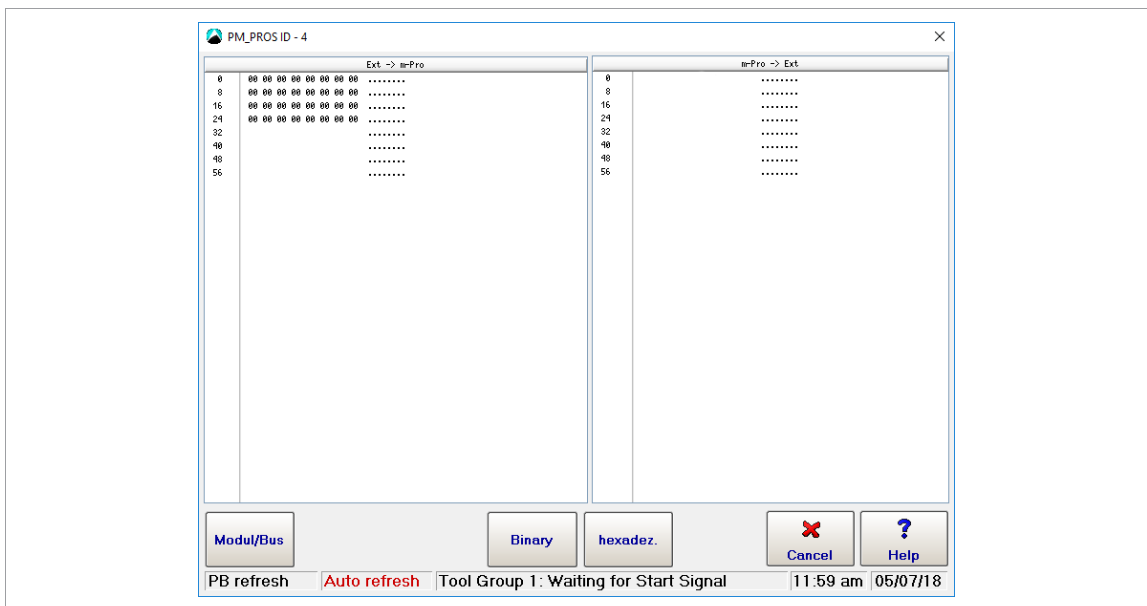 PM_PROS ID - 4
Ext -> m-Pro
0 00 00 00 00 00 00 00 00 ........
8 00 00 00 00 00 00 00 00 ........
16 00 00 00 00 00 00 00 00 ........
24 00 00 00 00 00 00 00 00 ........
32 ........
40 ........
48 ........
56 ........
m-Pro -> Ext
0 ........
8 ........
16 ........
24 ........
32 ........
40 ........
48 ........
56 ........
Modul/Bus Binary hexadez. Cancel Help
PB refresh Auto refresh Tool Group 1: Waiting for Start Signal 11:59 am 05/07/18